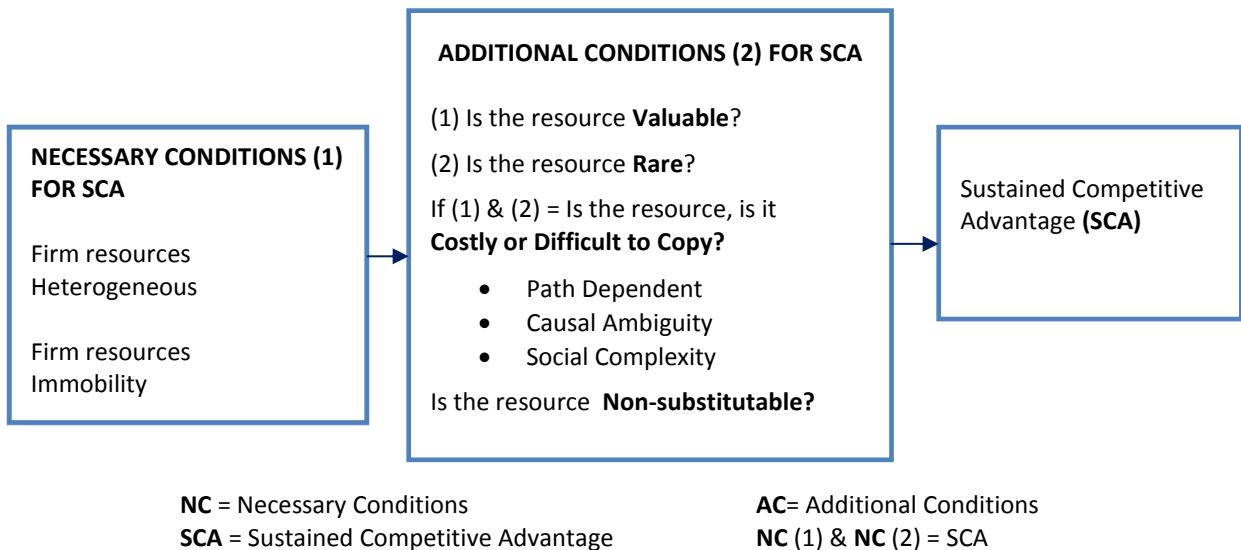 NECESSARY CONDITIONS (1)
FOR SCA
Firm resources
Heterogeneous
Firm resources
Immobility
ADDITIONAL CONDITIONS (2) FOR SCA
(1) Is the resource Valuable?
(2) Is the resource Rare?
If (1) & (2) = Is the resource, is it
Costly or Difficult to Copy?
• Path Dependent
• Causal Ambiguity
• Social Complexity
Is the resource Non-substitutable?
Sustained Competitive
Advantage (SCA)
NC = Necessary Conditions
AC= Additional Conditions
SCA = Sustained Competitive Advantage
NC (1) & NC (2) = SCA